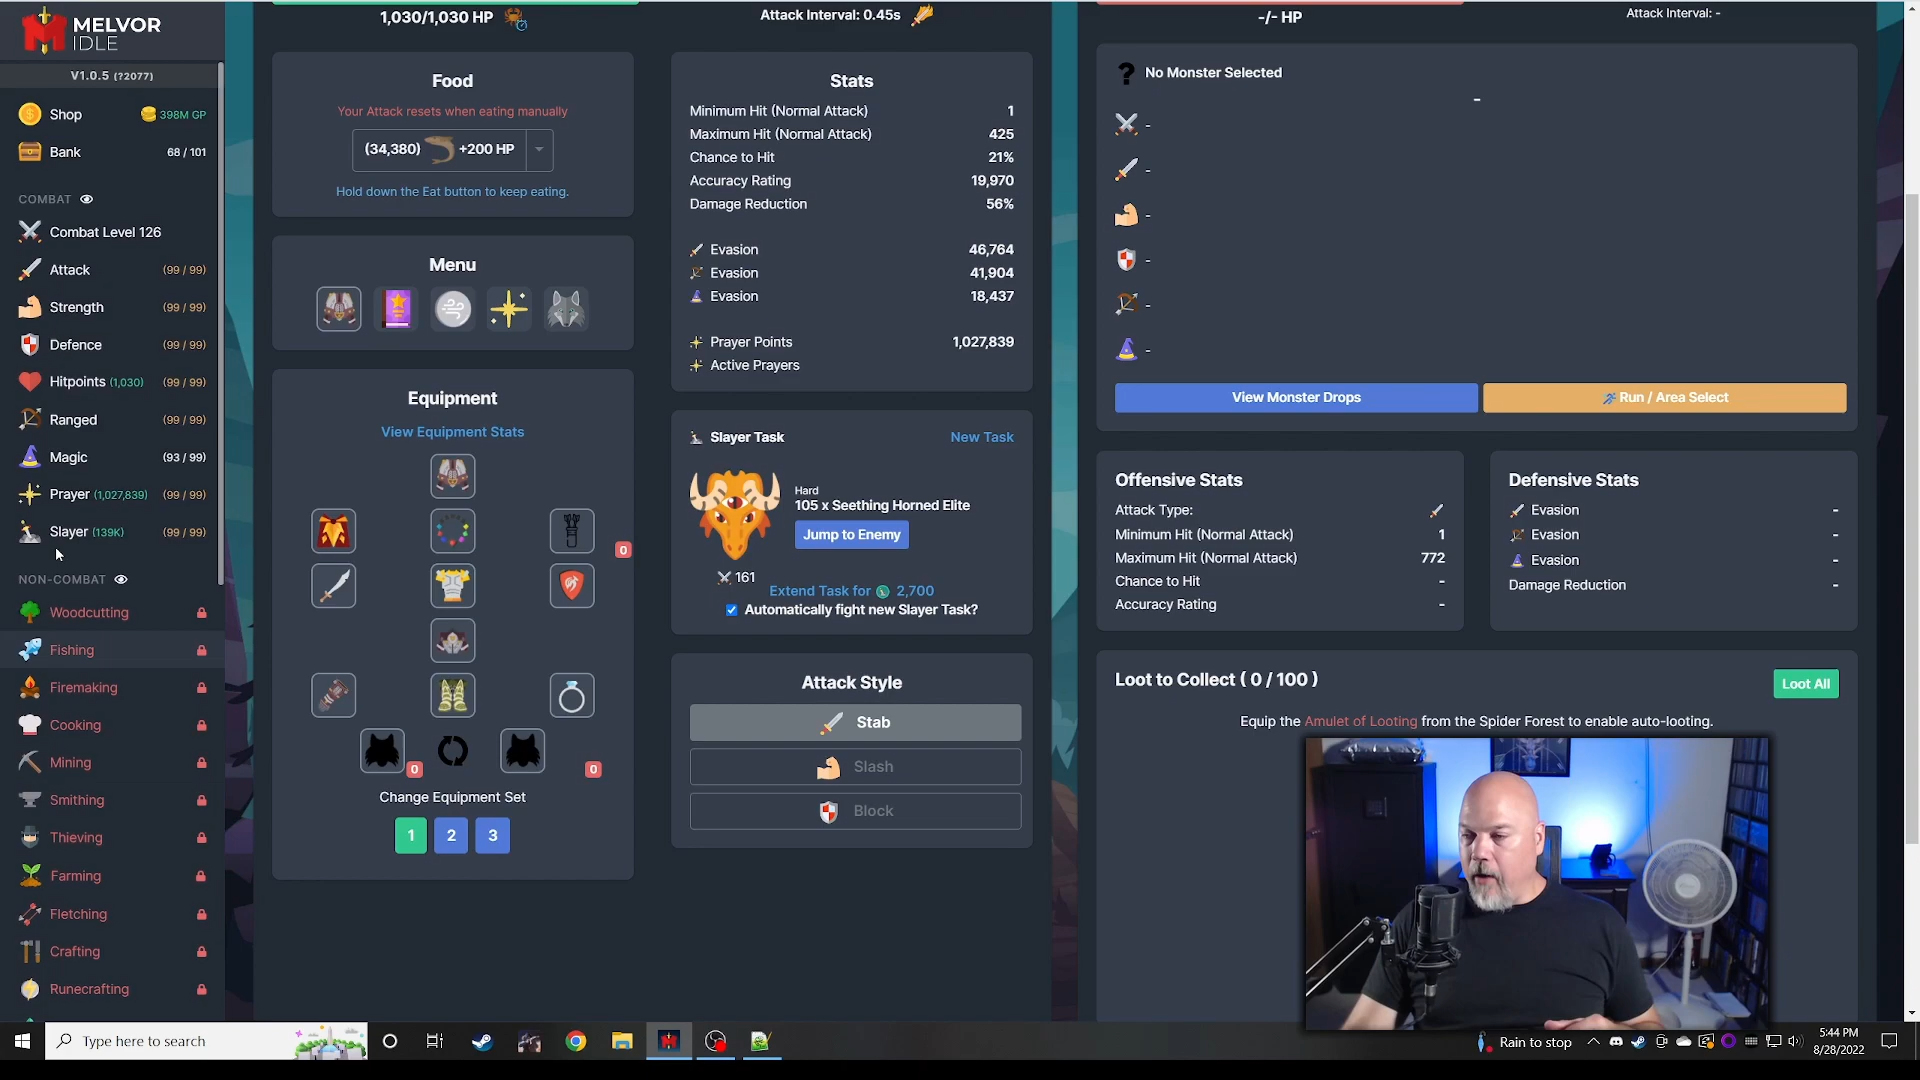 MELVOR
IDLE
V1.0.5 (?2077)
Shop 398M GP
Bank 68 / 101
COMBAT
Combat Level 126
Attack (99 / 99)
Strength (99 / 99)
Defence (99 / 99)
Hitpoints (1,030) (99 / 99)
Ranged (99 / 99)
Magic (93 / 99)
Prayer (1,027,839) (99 / 99)
Slayer (139K) (99 / 99)
NON-COMBAT
Woodcutting
Fishing
Firemaking
Cooking
Mining
Smithing
Thieving
Farming
Fletching
Crafting
Runecrafting
1,030/1,030 HP
Attack Interval: 0.45s
Food
Your Attack resets when eating manually
(34,380) +200 HP
Hold down the Eat button to keep eating.
Menu
Equipment
View Equipment Stats
0
0
0
Change Equipment Set
1 2 3
Stats
Minimum Hit (Normal Attack) 1
Maximum Hit (Normal Attack) 425
Chance to Hit 21%
Accuracy Rating 19,970
Damage Reduction 56%
Evasion 46,764
Evasion 41,904
Evasion 18,437
Prayer Points 1,027,839
Active Prayers
Slayer Task New Task
Hard
105 x Seething Horned Elite
Jump to Enemy
161
Extend Task for 2,700
Automatically fight new Slayer Task?
Attack Style
Stab
Slash
Block
-/- HP
Attack Interval: -
No Monster Selected
-
-
-
-
-
-
-
View Monster Drops
Run / Area Select
Offensive Stats
Attack Type:
Minimum Hit (Normal Attack) 1
Maximum Hit (Normal Attack) 772
Chance to Hit -
Accuracy Rating -
Defensive Stats
Evasion -
Evasion -
Evasion -
Damage Reduction -
Loot to Collect ( 0 / 100 )
Loot All
Equip the Amulet of Looting from the Spider Forest to enable auto-looting.
Type here to search
Rain to stop
5:44 PM
8/28/2022